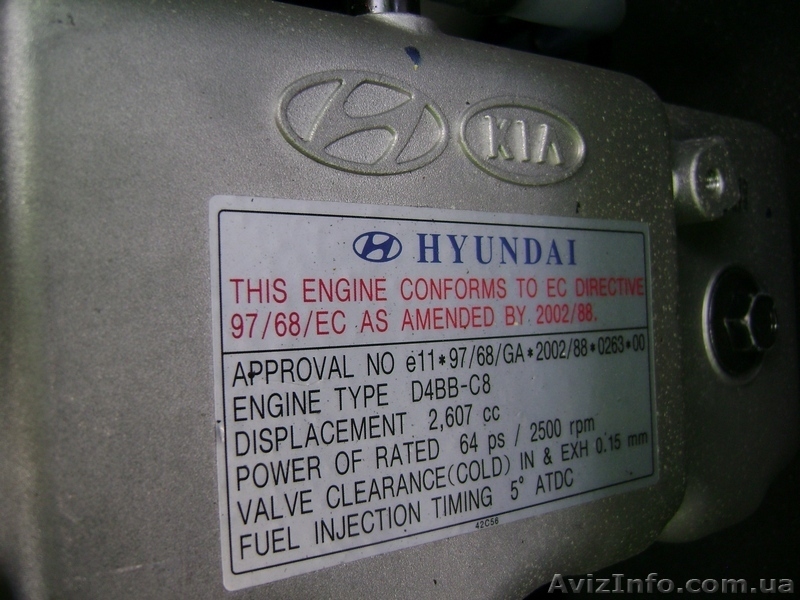 KIA
HYUNDAI
THIS ENGINE CONFORMS TO EC DIRECTIVE
97/68/EC AS AMENDED BY 2002/88.
APPROVAL NO e11*97/68/GA*2002/88*0263*00
ENGINE TYPE D4BB-C8
DISPLACEMENT 2,607 cc
POWER OF RATED 64 ps / 2500 rpm
VALVE CLEARANCE(COLD) IN & EXH 0.15 mm
FUEL INJECTION TIMING 5° ATDC
42C56
AvizInfo.com.ua